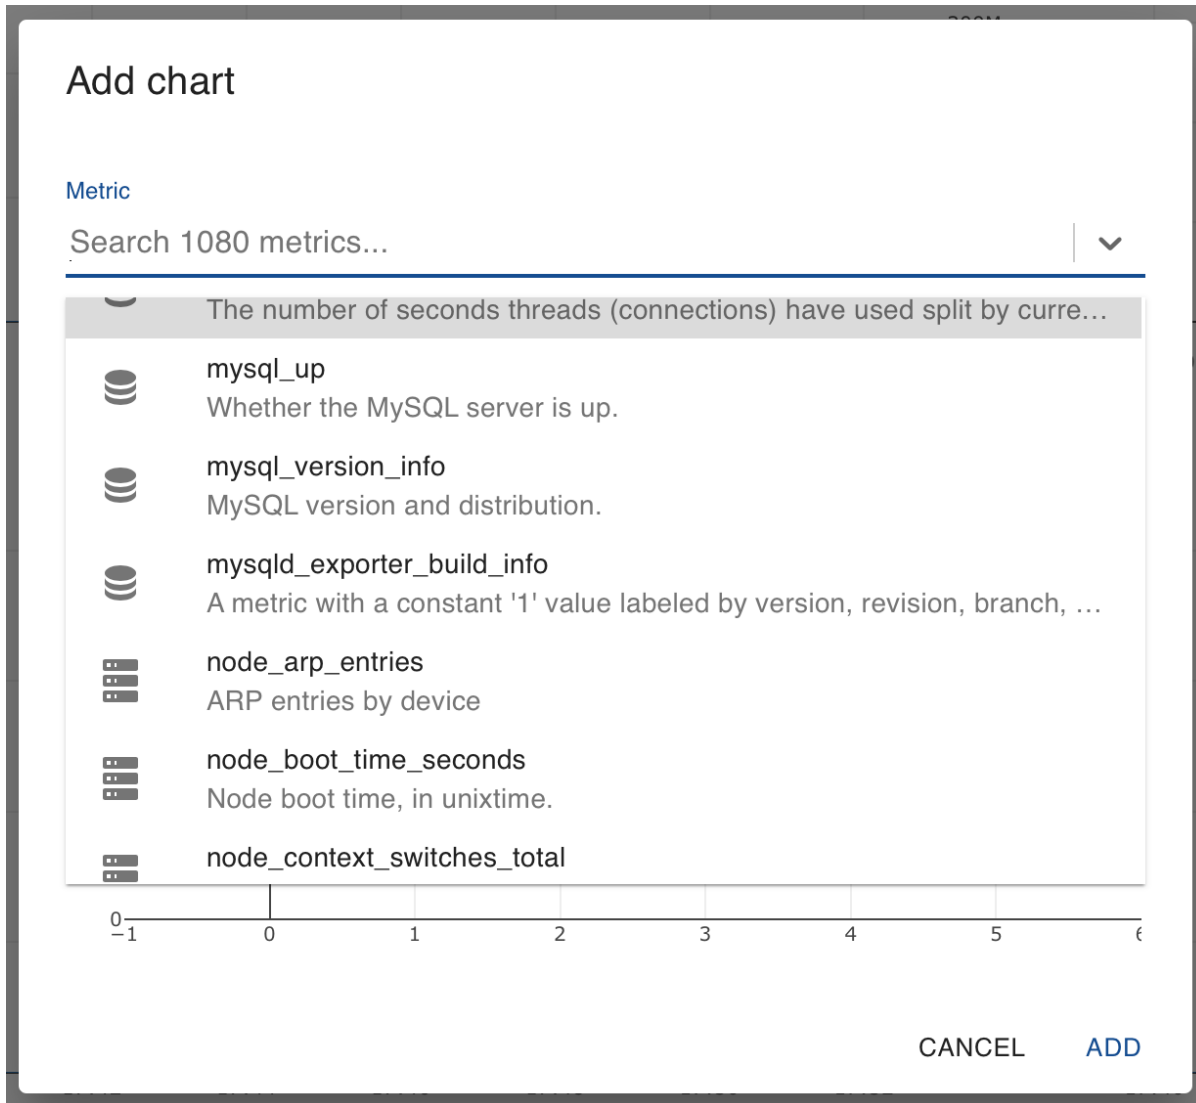 Add chart
Metric
Search 1080 metrics...
The number of seconds threads (connections) have used split by curre...
mysql_up
Whether the MySQL server is up.
mysql_version_info
MySQL version and distribution.
mysqld_exporter_build_info
A metric with a constant '1' value labeled by version, revision, branch, ...
node_arp_entries
ARP entries by device
node_boot_time_seconds
Node boot time, in unixtime.
node_context_switches_total
0
−1 0 1 2 3 4 5
CANCEL ADD